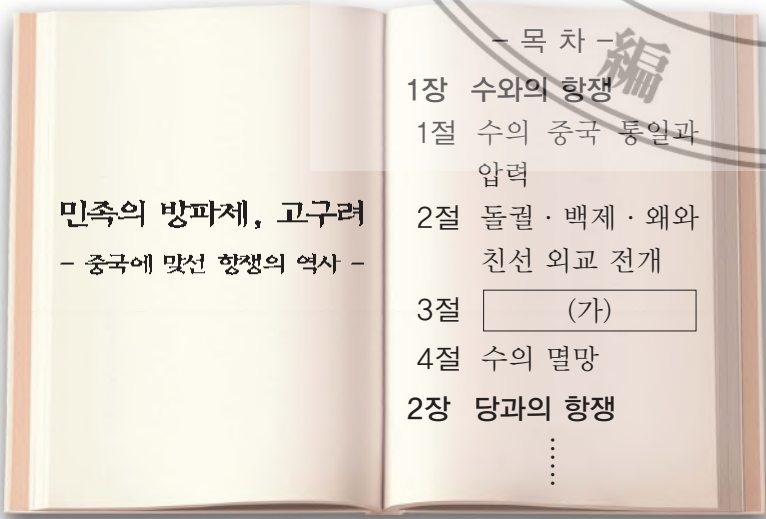 민족의 방파제, 고구려
- 중국에 맞선 항쟁의 역사 -
- 목 차 -
1장 수와의 항쟁
1절 수의 중국 통일과
압력
2절 돌궐·백제·왜와
친선 외교 전개
3절 (가)
4절 수의 멸망
2장 당과의 항쟁
⋮
編